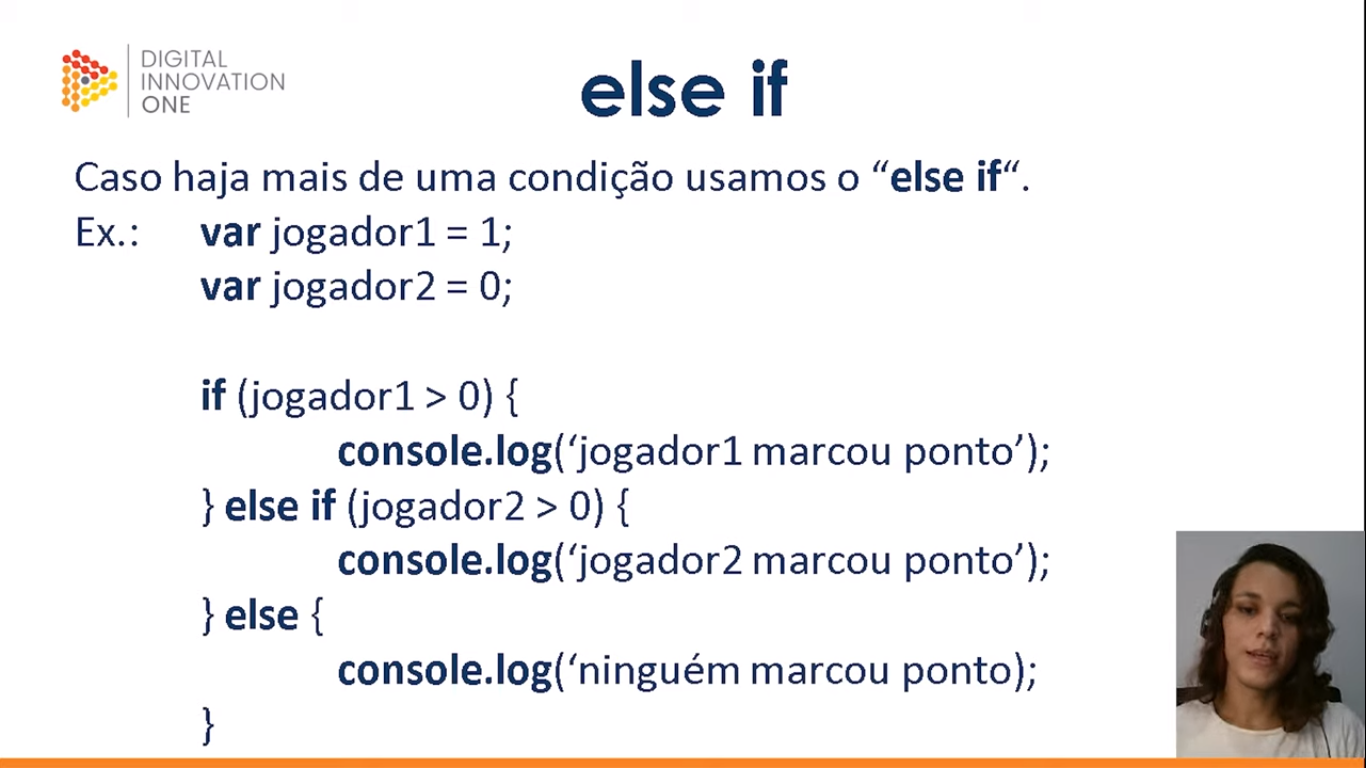 DIGITAL
INNOVATION
ONE
else if
Caso haja mais de uma condição usamos o “else if“.
Ex.: var jogador1 = 1;
var jogador2 = 0;
if (jogador1 > 0) {
console.log(‘jogador1 marcou ponto’);
} else if (jogador2 > 0) {
console.log(‘jogador2 marcou ponto’);
} else {
console.log(‘ninguém marcou ponto);
}